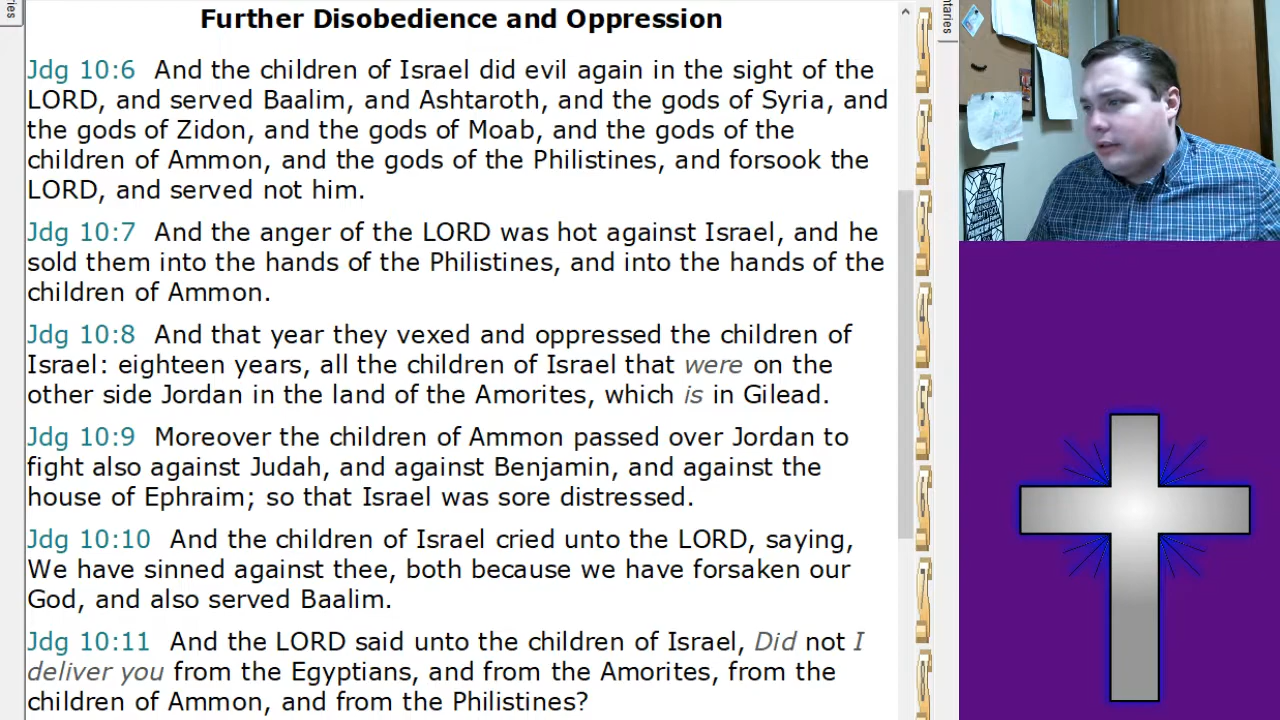 Further Disobedience and Oppression
Jdg 10:6 And the children of Israel did evil again in the sight of the
LORD, and served Baalim, and Ashtaroth, and the gods of Syria, and
the gods of Zidon, and the gods of Moab, and the gods of the
children of Ammon, and the gods of the Philistines, and forsook the
LORD, and served not him.
Jdg 10:7 And the anger of the LORD was hot against Israel, and he
sold them into the hands of the Philistines, and into the hands of the
children of Ammon.
Jdg 10:8 And that year they vexed and oppressed the children of
Israel: eighteen years, all the children of Israel that were on the
other side Jordan in the land of the Amorites, which is in Gilead.
Jdg 10:9 Moreover the children of Ammon passed over Jordan to
fight also against Judah, and against Benjamin, and against the
house of Ephraim; so that Israel was sore distressed.
Jdg 10:10 And the children of Israel cried unto the LORD, saying,
We have sinned against thee, both because we have forsaken our
God, and also served Baalim.
Jdg 10:11 And the LORD said unto the children of Israel, Did not I
deliver you from the Egyptians, and from the Amorites, from the
children of Ammon, and from the Philistines?
4
5
6
7
8